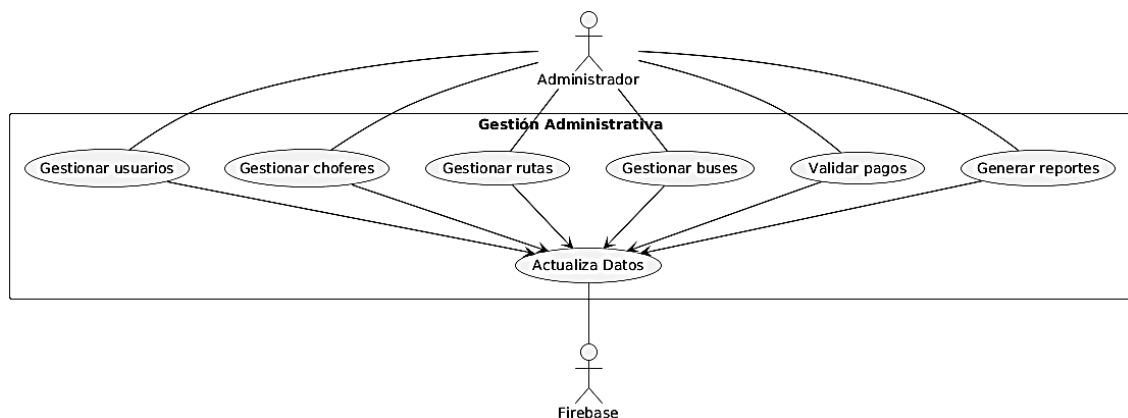 Administrador
Gestión Administrativa
Gestionar usuarios
Gestionar choferes
Gestionar rutas
Gestionar buses
Validar pagos
Generar reportes
Actualiza Datos
Firebase